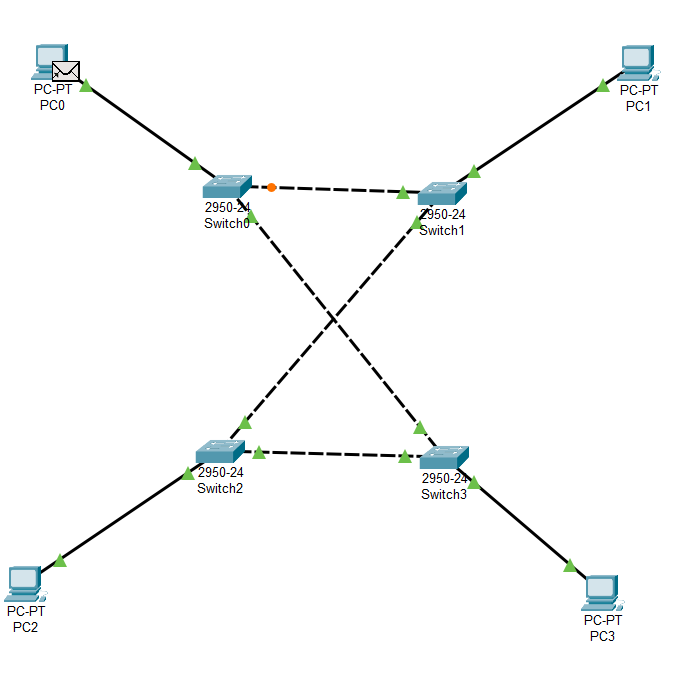 PC-PT
PC0
PC-PT
PC1
2950-24
Switch0
2950-24
Switch1
2950-24
Switch2
2950-24
Switch3
PC-PT
PC2
PC-PT
PC3